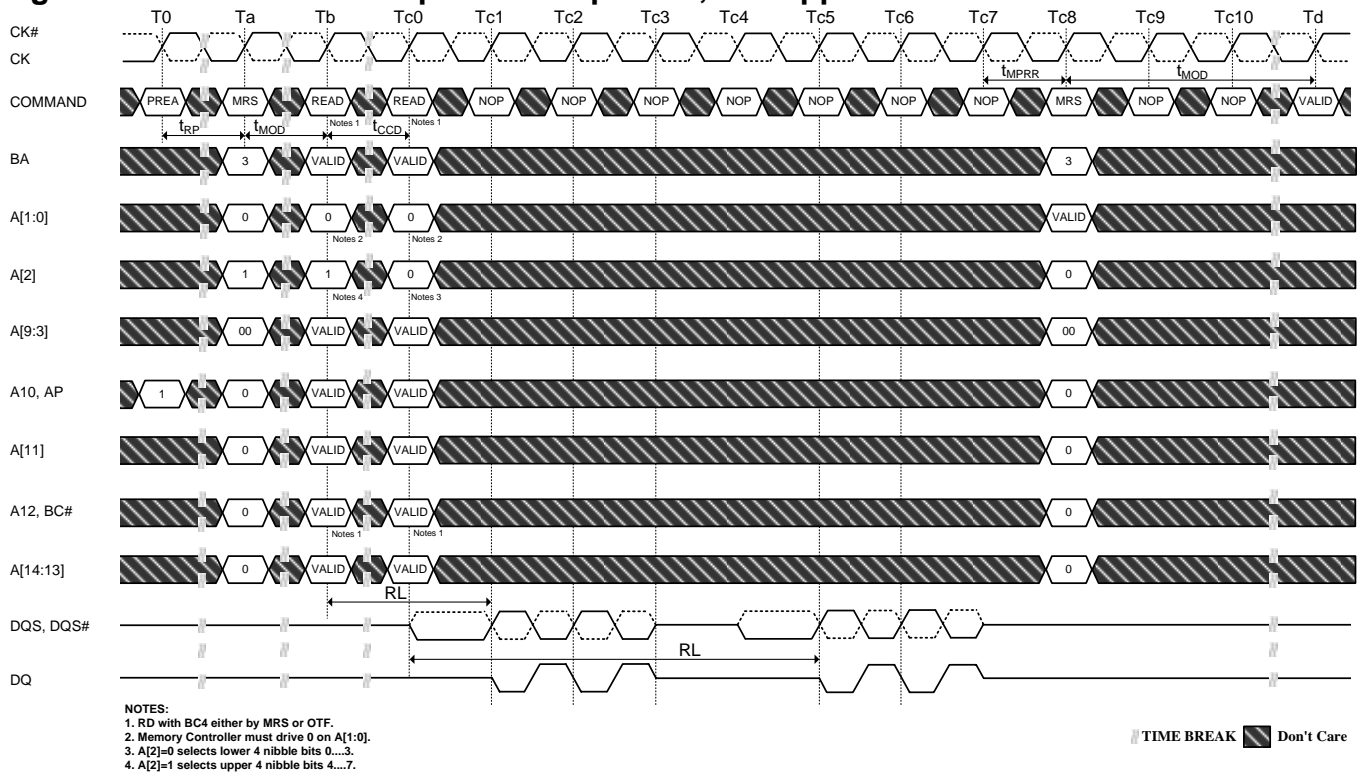 T0 Ta Tb Tc0 Tc1 Tc2 Tc3 Tc4 Tc5 Tc6 Tc7 Tc8 Tc9 Tc10 Td
CK#
CK
tMPRR tMOD
COMMAND PREA MRS READ READ NOP NOP NOP NOP NOP NOP NOP MRS NOP NOP VALID
Notes 1 Notes 1
tRP tMOD tCCD
BA 3 VALID VALID 3
A[1:0] 0 0 0 VALID
Notes 2 Notes 2
A[2] 1 1 0 0
Notes 4 Notes 3
A[9:3] 00 VALID VALID 00
A10, AP 1 0 VALID VALID 0
A[11] 0 VALID VALID 0
A12, BC# 0 VALID VALID 0
Notes 1 Notes 1
A[14:13] 0 VALID VALID 0
RL
DQS, DQS#
RL
DQ
NOTES:
1. RD with BC4 either by MRS or OTF.
2. Memory Controller must drive 0 on A[1:0].
3. A[2]=0 selects lower 4 nibble bits 0....3.
4. A[2]=1 selects upper 4 nibble bits 4....7.
TIME BREAK Don't Care